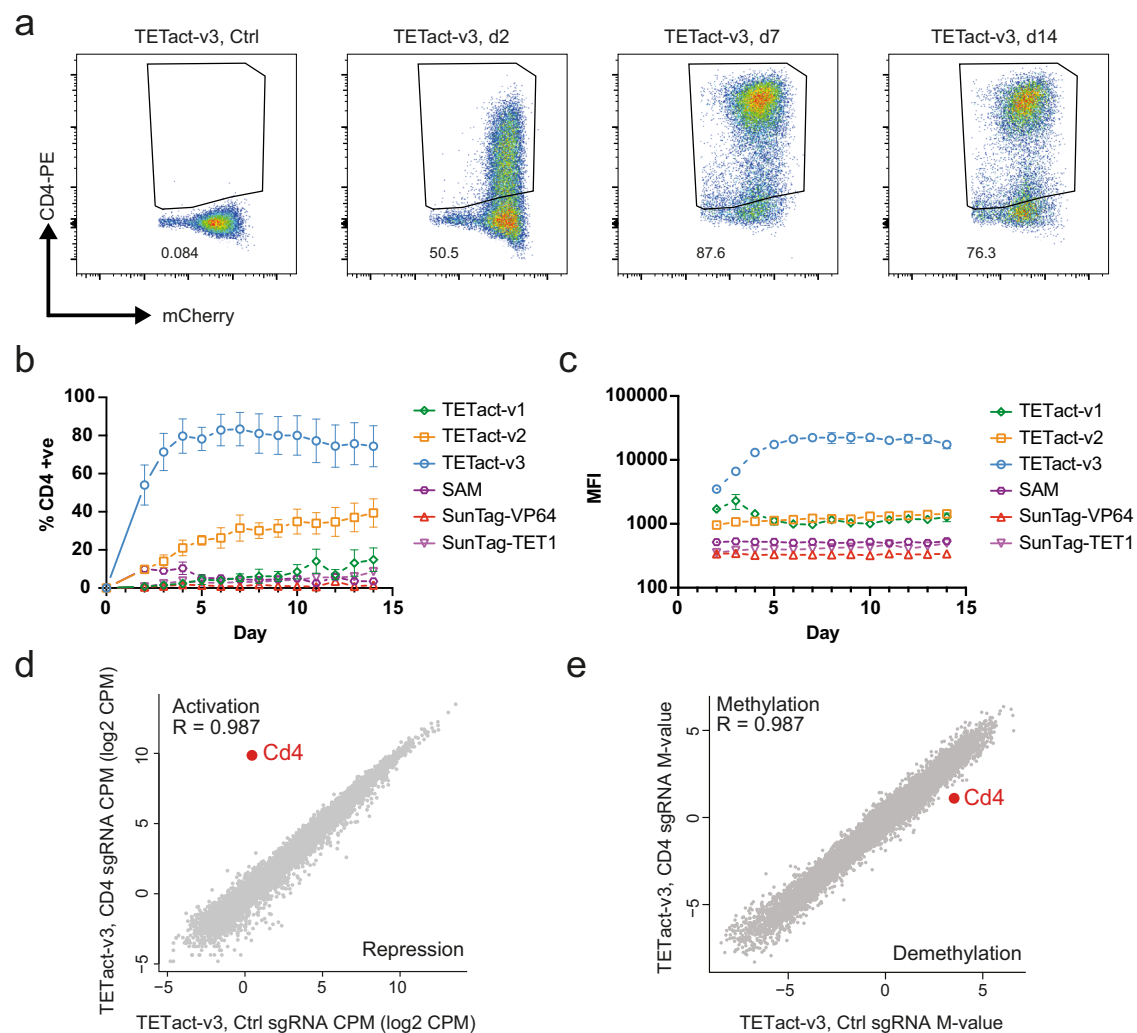 a
TETact-v3, Ctrl
TETact-v3, d2
TETact-v3, d7
TETact-v3, d14
CD4-PE
0.084
50.5
87.6
76.3
mCherry
b
% CD4 +ve
100
80
60
40
20
0
0 5 10 15
Day
TETact-v1
TETact-v2
TETact-v3
SAM
SunTag-VP64
SunTag-TET1
c
MFI
100000
10000
1000
100
0 5 10 15
Day
TETact-v1
TETact-v2
TETact-v3
SAM
SunTag-VP64
SunTag-TET1
d
TETact-v3, CD4 sgRNA CPM (log2 CPM)
Activation
R = 0.987
Cd4
10
5
0
−5
Repression
−5 0 5 10
TETact-v3, Ctrl sgRNA CPM (log2 CPM)
e
TETact-v3, CD4 sgRNA M-value
Methylation
R = 0.987
Cd4
5
0
−5
Demethylation
−5 0 5
TETact-v3, Ctrl sgRNA M-value